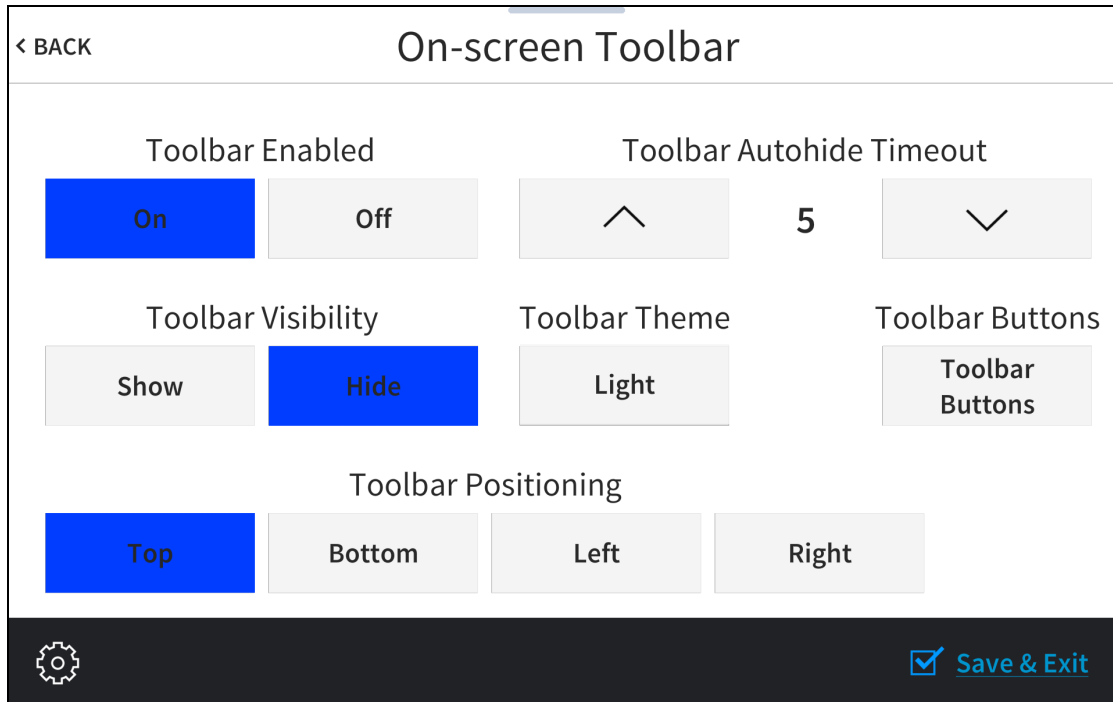 < BACK
On-screen Toolbar
Toolbar Enabled
On
Off
Toolbar Autohide Timeout
5
Toolbar Visibility
Show
Hide
Toolbar Theme
Light
Toolbar Buttons
Toolbar
Buttons
Toolbar Positioning
Top
Bottom
Left
Right
Save & Exit